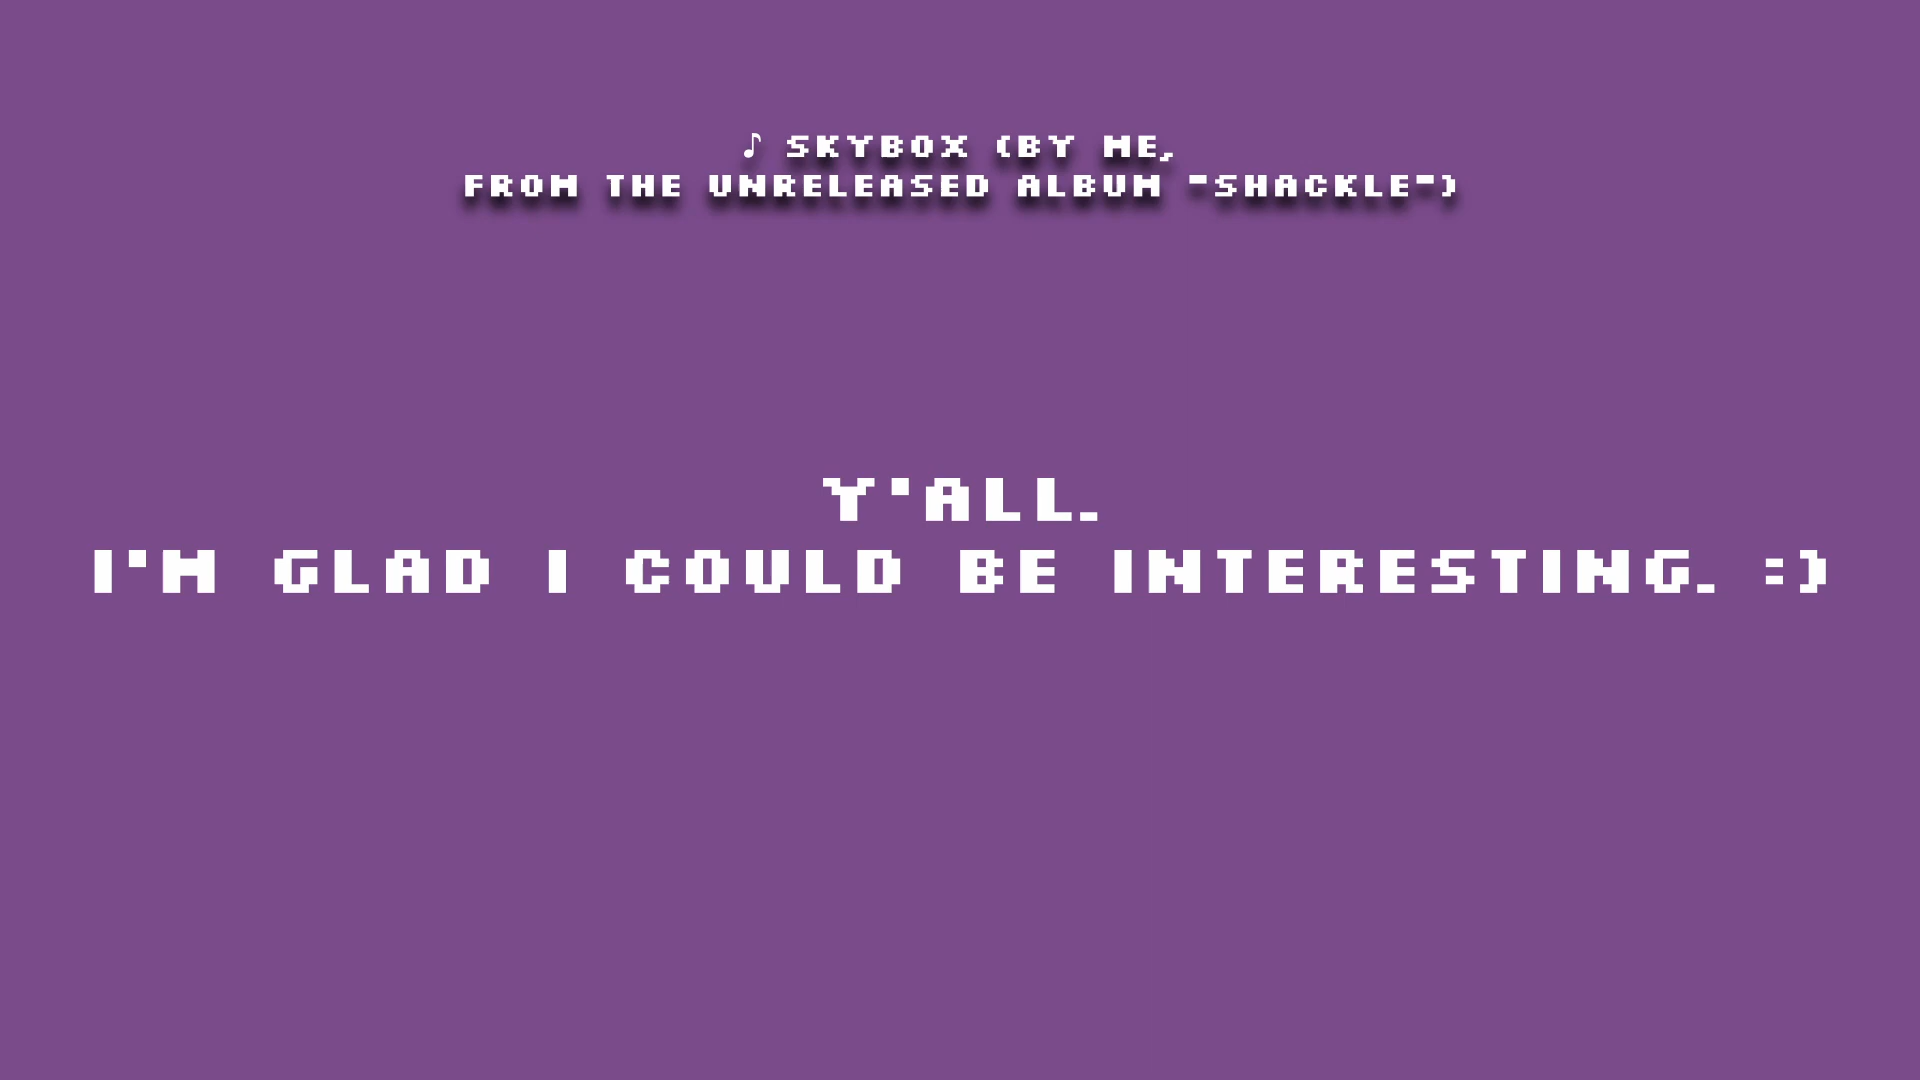 ♪ SKYBOX (BY ME,
FROM THE UNRELEASED ALBUM "SHACKLE")
Y'ALL.
I'M GLAD I COULD BE INTERESTING. :)